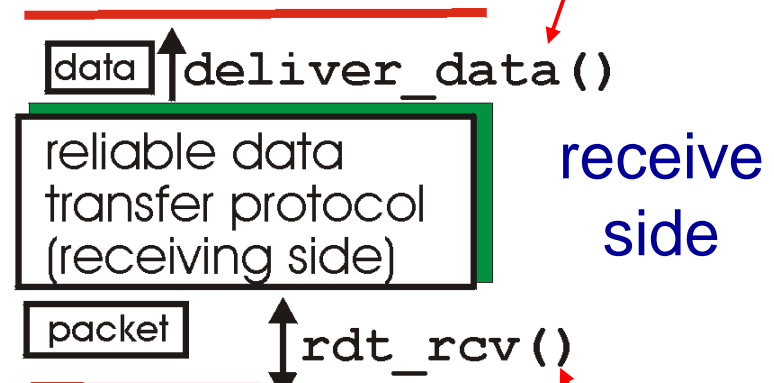 data deliver_data()
reliable data
transfer protocol
(receiving side)
receive
side
packet rdt_rcv()